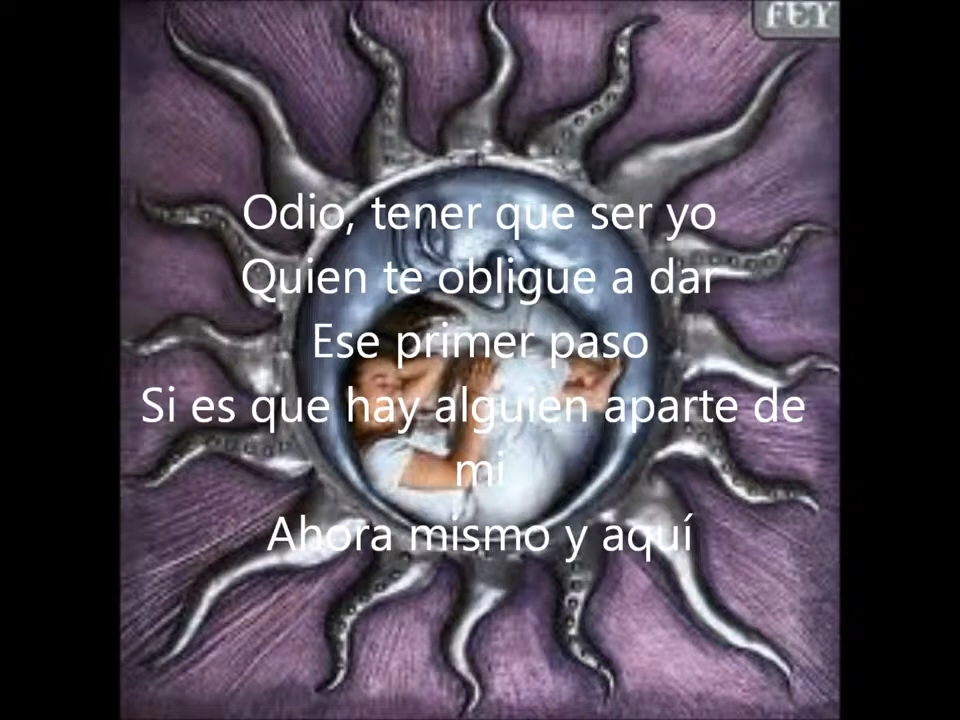 FEY
Odio, tener que ser yo
Quien te obligue a dar
Ese primer paso
Si es que hay alguien aparte de
mi
Ahora mismo y aquí